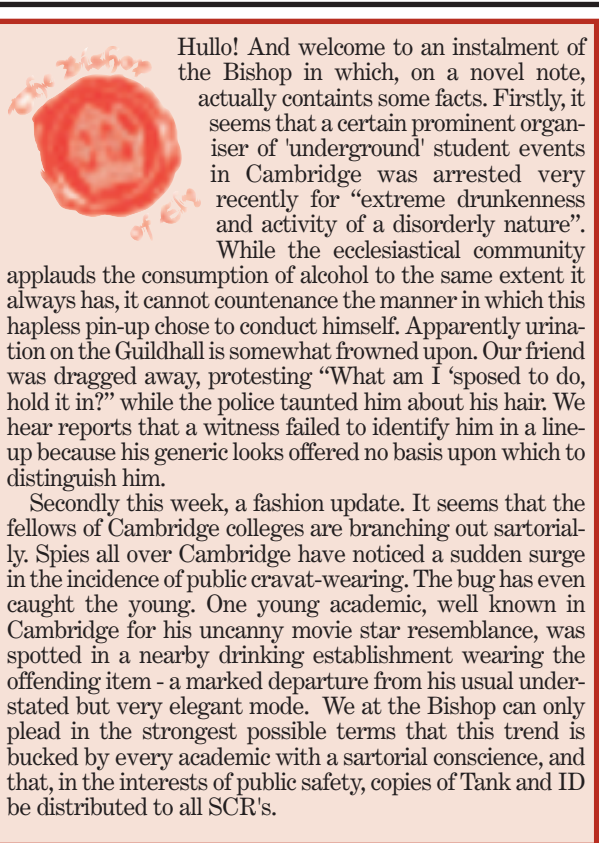 The Bishop
of Ely
Hullo! And welcome to an instalment of
the Bishop in which, on a novel note,
actually containts some facts. Firstly, it
seems that a certain prominent organ-
iser of 'underground' student events
in Cambridge was arrested very
recently for “extreme drunkenness
and activity of a disorderly nature”.
While the ecclesiastical community
applauds the consumption of alcohol to the same extent it
always has, it cannot countenance the manner in which this
hapless pin-up chose to conduct himself. Apparently urina-
tion on the Guildhall is somewhat frowned upon. Our friend
was dragged away, protesting “What am I ‘sposed to do,
hold it in?” while the police taunted him about his hair. We
hear reports that a witness failed to identify him in a line-
up because his generic looks offered no basis upon which to
distinguish him.
Secondly this week, a fashion update. It seems that the
fellows of Cambridge colleges are branching out sartorial-
ly. Spies all over Cambridge have noticed a sudden surge
in the incidence of public cravat-wearing. The bug has even
caught the young. One young academic, well known in
Cambridge for his uncanny movie star resemblance, was
spotted in a nearby drinking establishment wearing the
offending item - a marked departure from his usual under-
stated but very elegant mode. We at the Bishop can only
plead in the strongest possible terms that this trend is
bucked by every academic with a sartorial conscience, and
that, in the interests of public safety, copies of Tank and ID
be distributed to all SCR's.